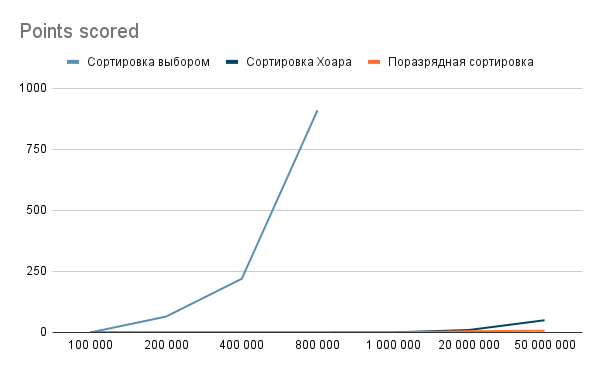 Points scored
Сортировка выбором Сортировка Хоара Поразрядная сортировка
1000
750
500
250
0
100 000 200 000 400 000 800 000 1 000 000 20 000 000 50 000 000